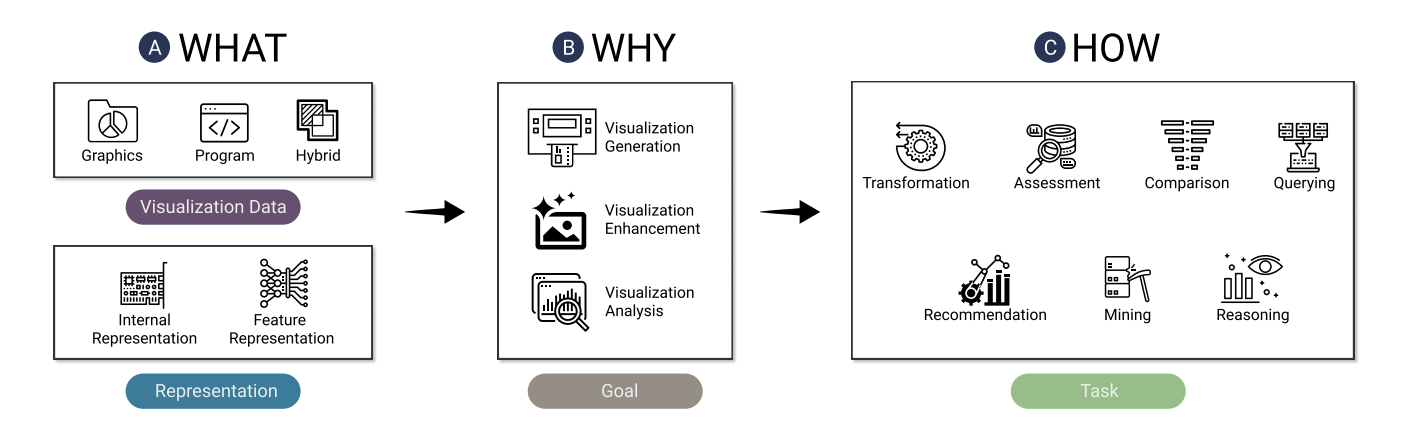 A WHAT
Graphics Program Hybrid
Visualization Data
Internal Representation
Feature Representation
Representation
B WHY
Visualization
Generation
Visualization
Enhancement
Visualization
Analysis
Goal
C HOW
Transformation Assessment Comparison Querying
Recommendation Mining Reasoning
Task